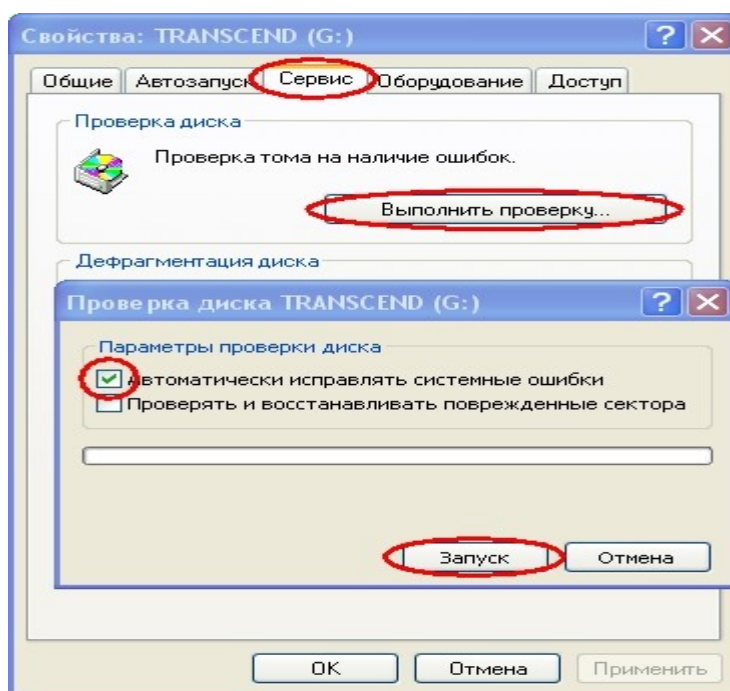 Свойства: TRANSCEND (G:)
Общие Автозапуск Сервис Оборудование Доступ
Проверка диска
Проверка тома на наличие ошибок.
Выполнить проверку...
Дефрагментация диска
Проверка диска TRANSCEND (G:)
Параметры проверки диска
Автоматически исправлять системные ошибки
Проверять и восстанавливать поврежденные сектора
Запуск Отмена
OK Отмена Применить